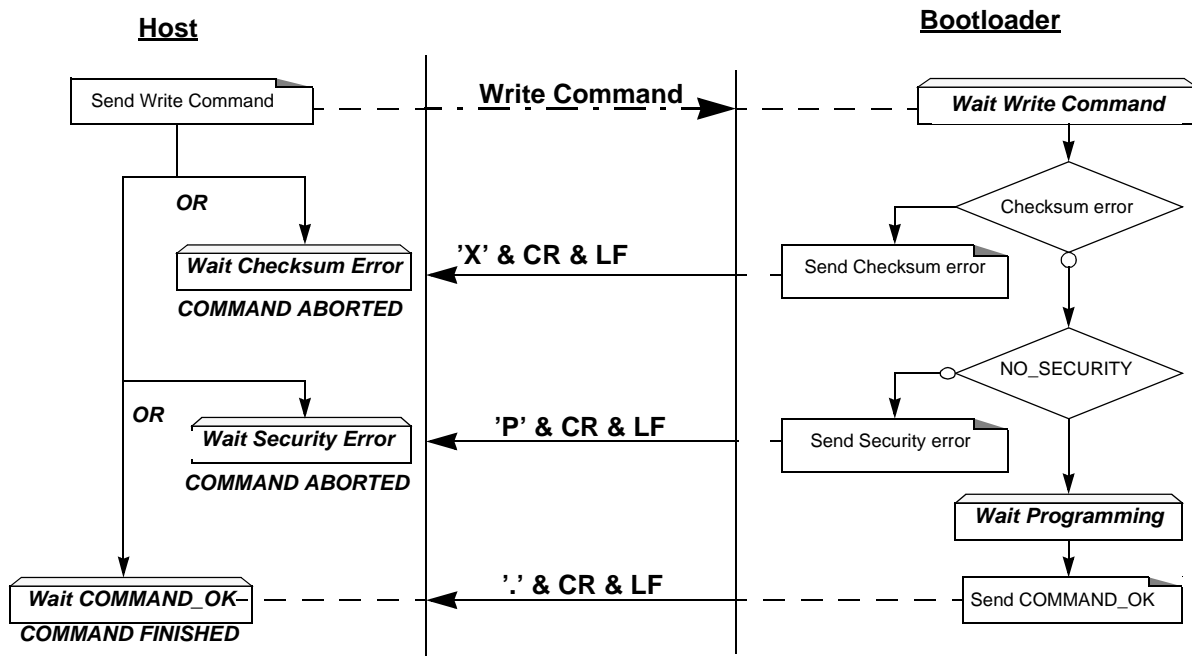 Host
Bootloader
Send Write Command
Write Command
Wait Write Command
OR
Checksum error
Wait Checksum Error
’X’ & CR & LF
Send Checksum error
COMMAND ABORTED
NO_SECURITY
OR
Wait Security Error
’P’ & CR & LF
Send Security error
COMMAND ABORTED
Wait Programming
Wait COMMAND_OK
'.' & CR & LF
Send COMMAND_OK
COMMAND FINISHED